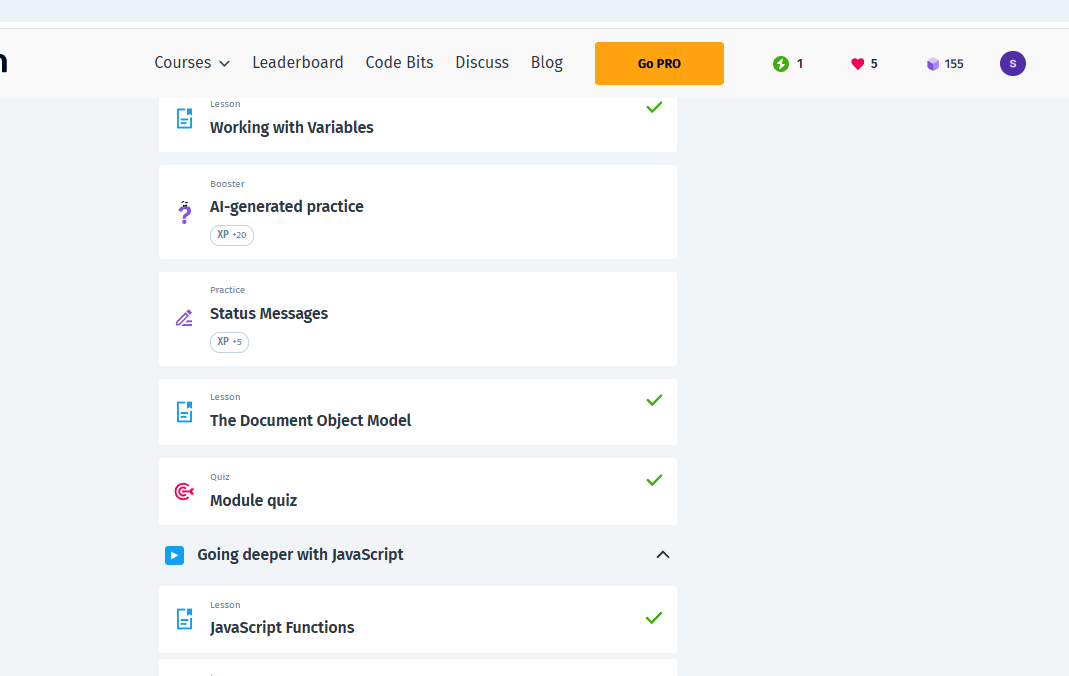 Courses Leaderboard Code Bits Discuss Blog Go PRO 1 5 155 S
Lesson
Working with Variables
Booster
AI-generated practice
XP +20
Practice
Status Messages
XP +5
Lesson
The Document Object Model
Quiz
Module quiz
Going deeper with JavaScript
Lesson
JavaScript Functions